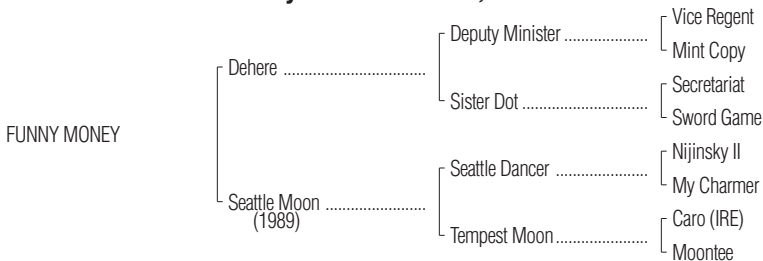 Vice Regent
Deputy Minister ....................
Mint Copy
Dehere ..................................
Secretariat
Sister Dot ..............................
Sword Game
FUNNY MONEY
Nijinsky II
Seattle Dancer ......................
My Charmer
Seattle Moon ........................
(1989)
Caro (IRE)
Tempest Moon ......................
Moontee